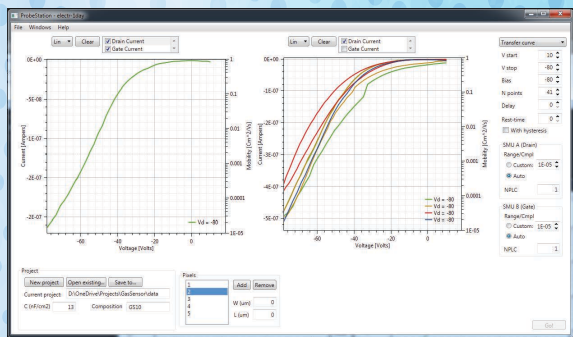 ProbeStation - electr-1day
File Windows Help
Lin Clear Drain Current
Gate Current
0E+00
-5E-08
-1E-07
-2E-07
-2E-07
Current [Ampers]
1
0.1
0.01
0.001
0.0001
1E-05
Mobility [Cm^2/Vs]
Vd = -80
-60 -40 -20 0
Voltage [Volts]
Lin Clear Drain Current
Gate Current
0E+00
-1E-07
-2E-07
-3E-07
-4E-07
-5E-07
Current [Ampers]
1
0.1
0.01
0.001
0.0001
1E-05
Mobility [Cm^2/Vs]
Vd = -80
Vd = -80
Vd = -80
Vd = -80
-60 -40 -20 0
Voltage [Volts]
Transfer curve
V start 10
V stop -80
Bias -80
N points 41
Delay 0
Rest-time 0
With hysteresis
SMU A (Drain)
Range/Cmpl
Custom: 1E-05
Auto
NPLC 1
SMU B (Gate)
Range/Cmpl
Custom: 1E-05
Auto
NPLC 1
Project
New project Open existing... Save to...
Current project: D:\OneDrive\Projects\GasSensor\data
C (nF/cm2) 13 Composition GS10
Pixels
1
2
3
4
5
Add Remove
W (um) 0
L (um) 0
Go!